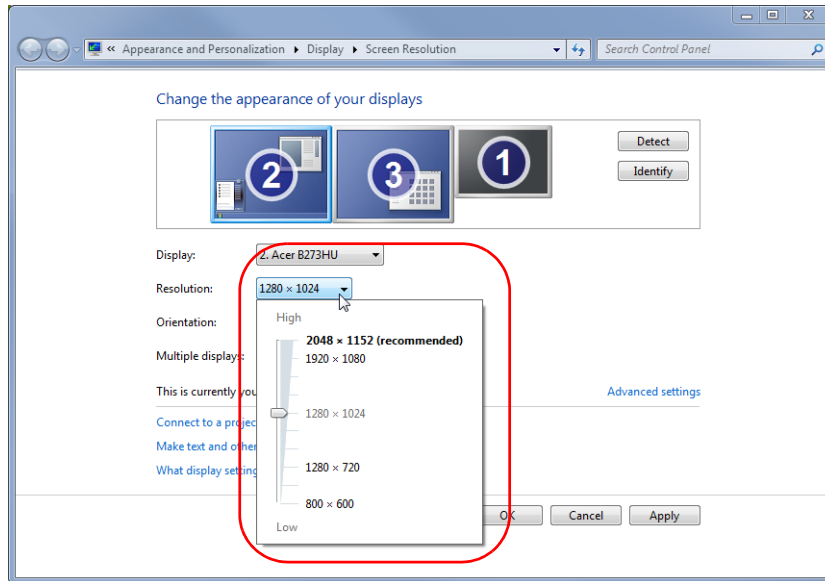 « Appearance and Personalization ▸ Display ▸ Screen Resolution
Search Control Panel
Change the appearance of your displays
2
3
1
Detect
Identify
Display: 2. Acer B273HU
Resolution: 1280 × 1024
Orientation:
High
2048 × 1152 (recommended)
Multiple displays:
1920 × 1080
This is currently you
Advanced settings
1280 × 1024
Connect to a projec
Make text and other
What display setting
1280 × 720
800 × 600
Low
OK
Cancel
Apply